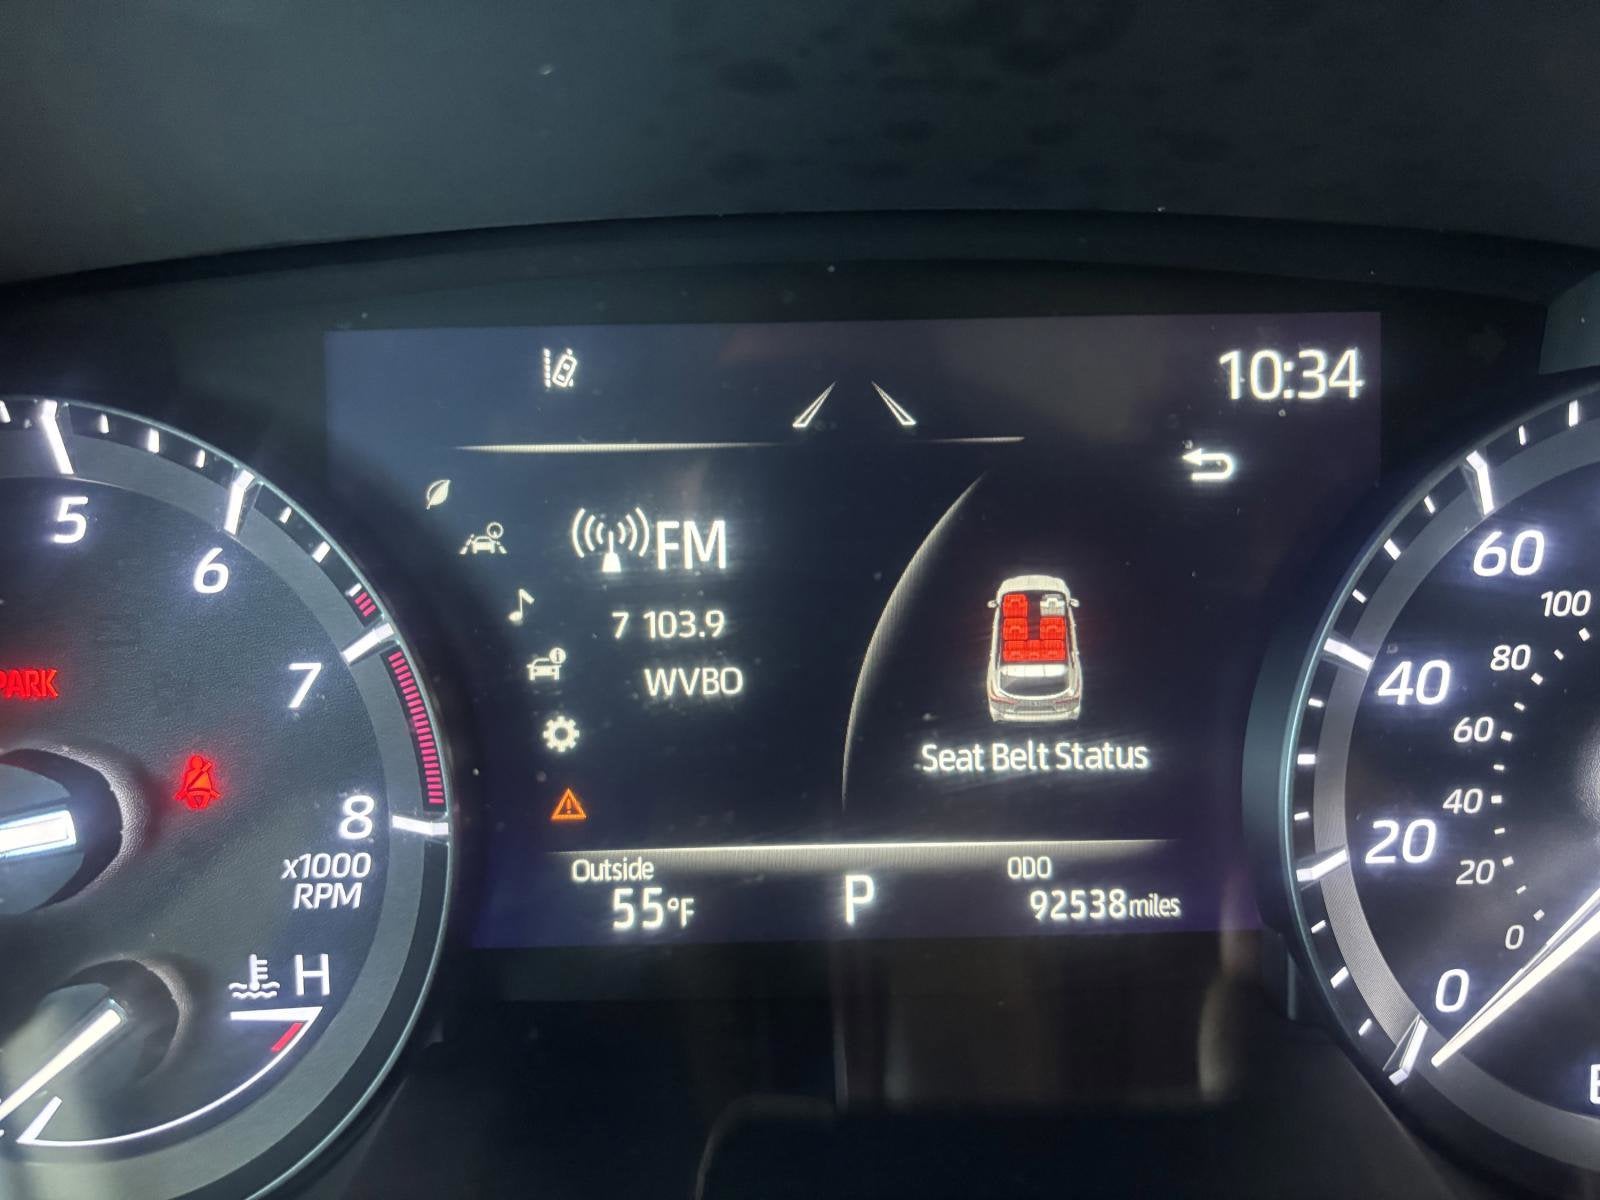 10:34
FM
7 103.9
WVBO
Seat Belt Status
Outside
55°F
P
ODO
92538 miles
5
6
7
8
x1000
RPM
PARK
H
60
40
20
0
100
80
60
40
20
0